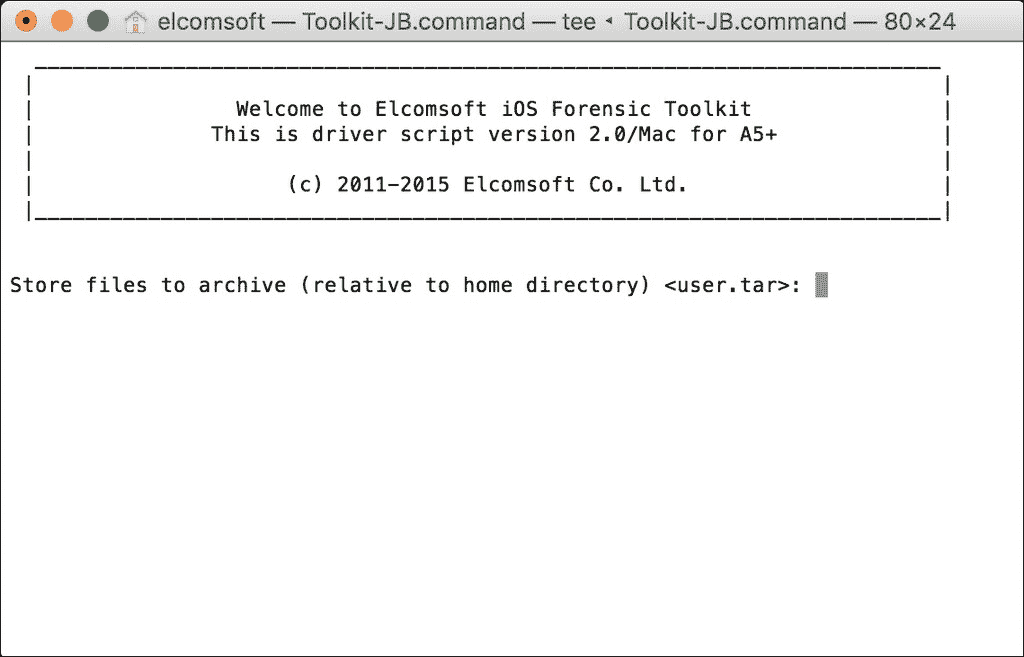 elcomsoft — Toolkit-JB.command — tee ◂ Toolkit-JB.command — 80×24
Welcome to Elcomsoft iOS Forensic Toolkit
This is driver script version 2.0/Mac for A5+
(c) 2011-2015 Elcomsoft Co. Ltd.
Store files to archive (relative to home directory) <user.tar>: